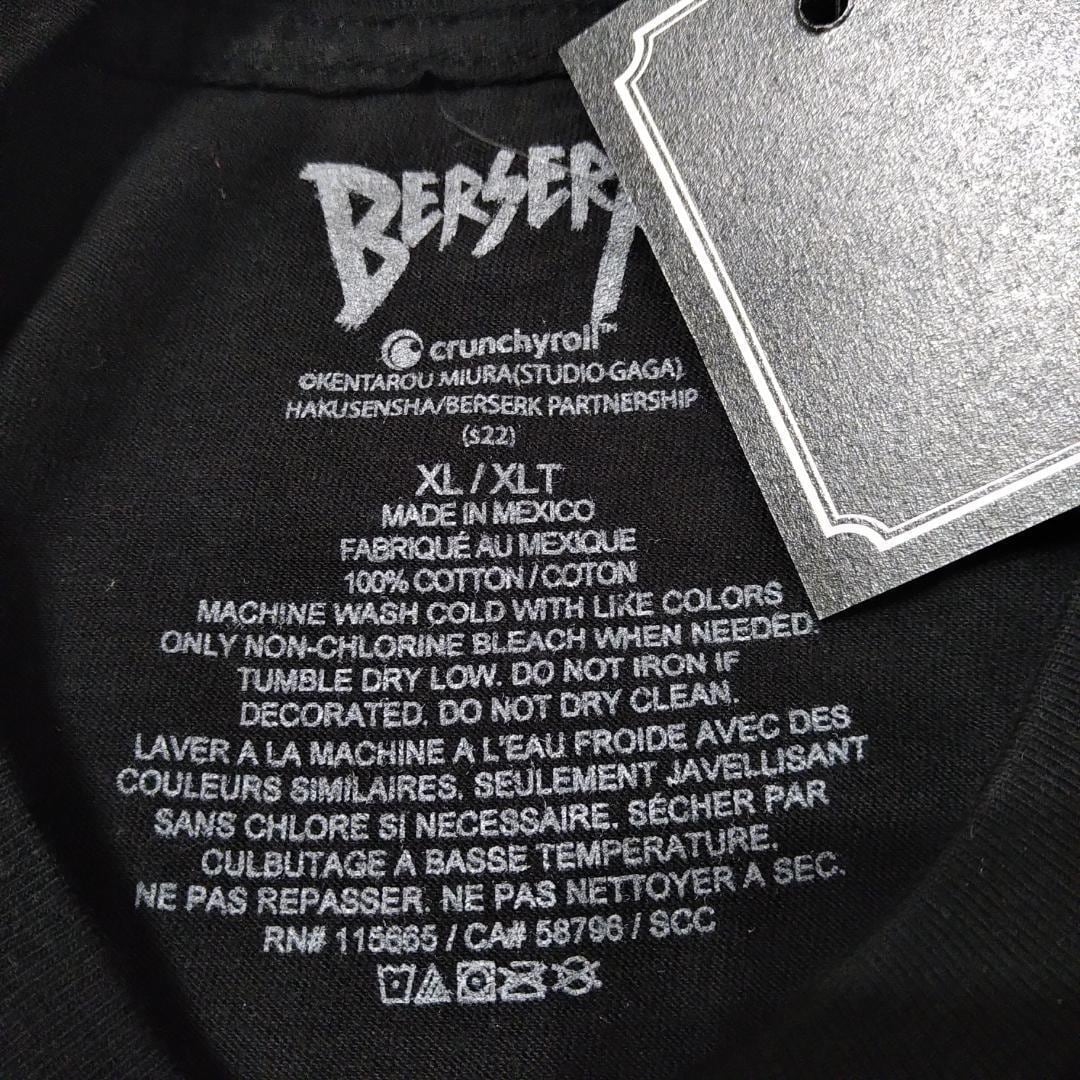 BERSERK
crunchyroll™
©KENTAROU MIURA(STUDIO GAGA)
HAKUSENSHA/BERSERK PARTNERSHIP
(S22)
XL / XLT
MADE IN MEXICO
FABRIQUÉ AU MEXIQUE
100% COTTON / COTON
MACHINE WASH COLD WITH LIKE COLORS
ONLY NON-CHLORINE BLEACH WHEN NEEDED.
TUMBLE DRY LOW. DO NOT IRON IF
DECORATED. DO NOT DRY CLEAN.
LAVER A LA MACHINE A L'EAU FROIDE AVEC DES
COULEURS SIMILAIRES. SEULEMENT JAVELLISANT
SANS CHLORE SI NECESSAIRE. SÉCHER PAR
CULBUTAGE A BASSE TEMPERATURE.
NE PAS REPASSER. NE PAS NETTOYER A SEC.
RN# 115665 / CA# 58796 / SCC